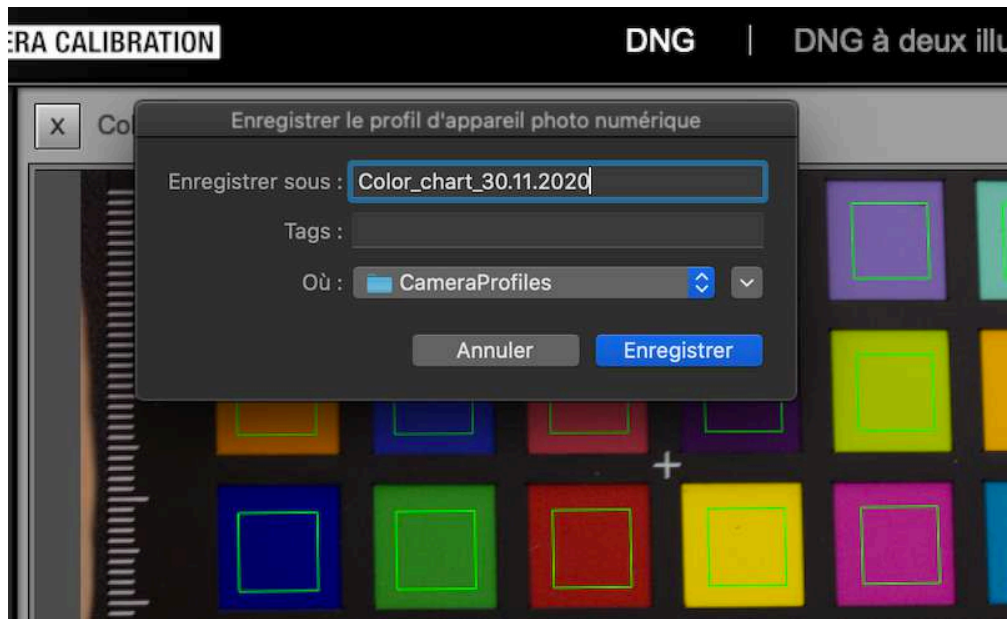 ERA CALIBRATION
DNG | DNG à deux illu
X Col
Enregistrer le profil d'appareil photo numérique
Enregistrer sous : Color_chart_30.11.2020
Tags :
Où : CameraProfiles
Annuler Enregistrer